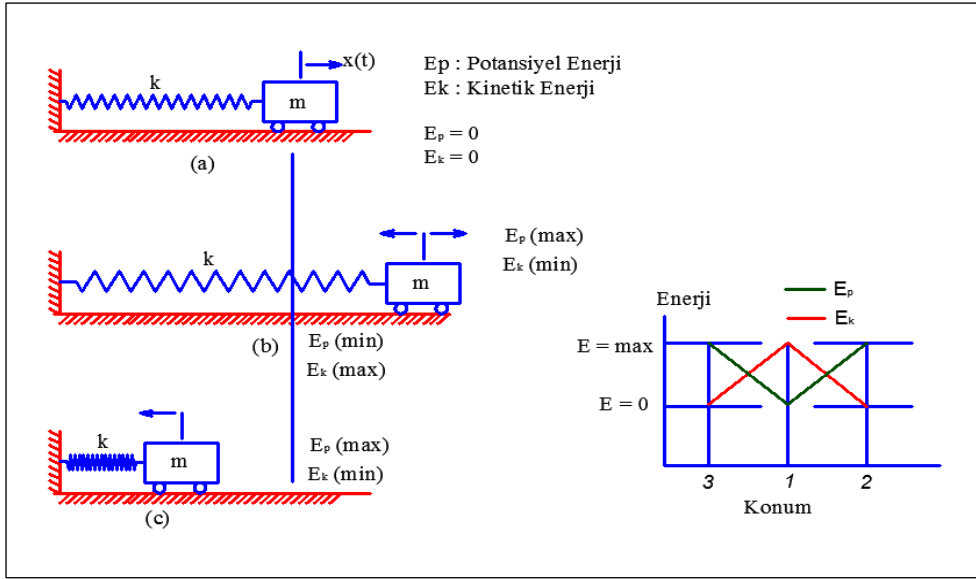 x(t)
k
m
(a)
Ep : Potansiyel Enerji
Ek : Kinetik Enerji
Eₚ = 0
Eₖ = 0
k
m
(b)
Eₚ (max)
Eₖ (min)
Eₚ (min)
Eₖ (max)
k
m
(c)
Eₚ (max)
Eₖ (min)
Enerji
Eₚ
Eₖ
E = max
E = 0
3 1 2
Konum